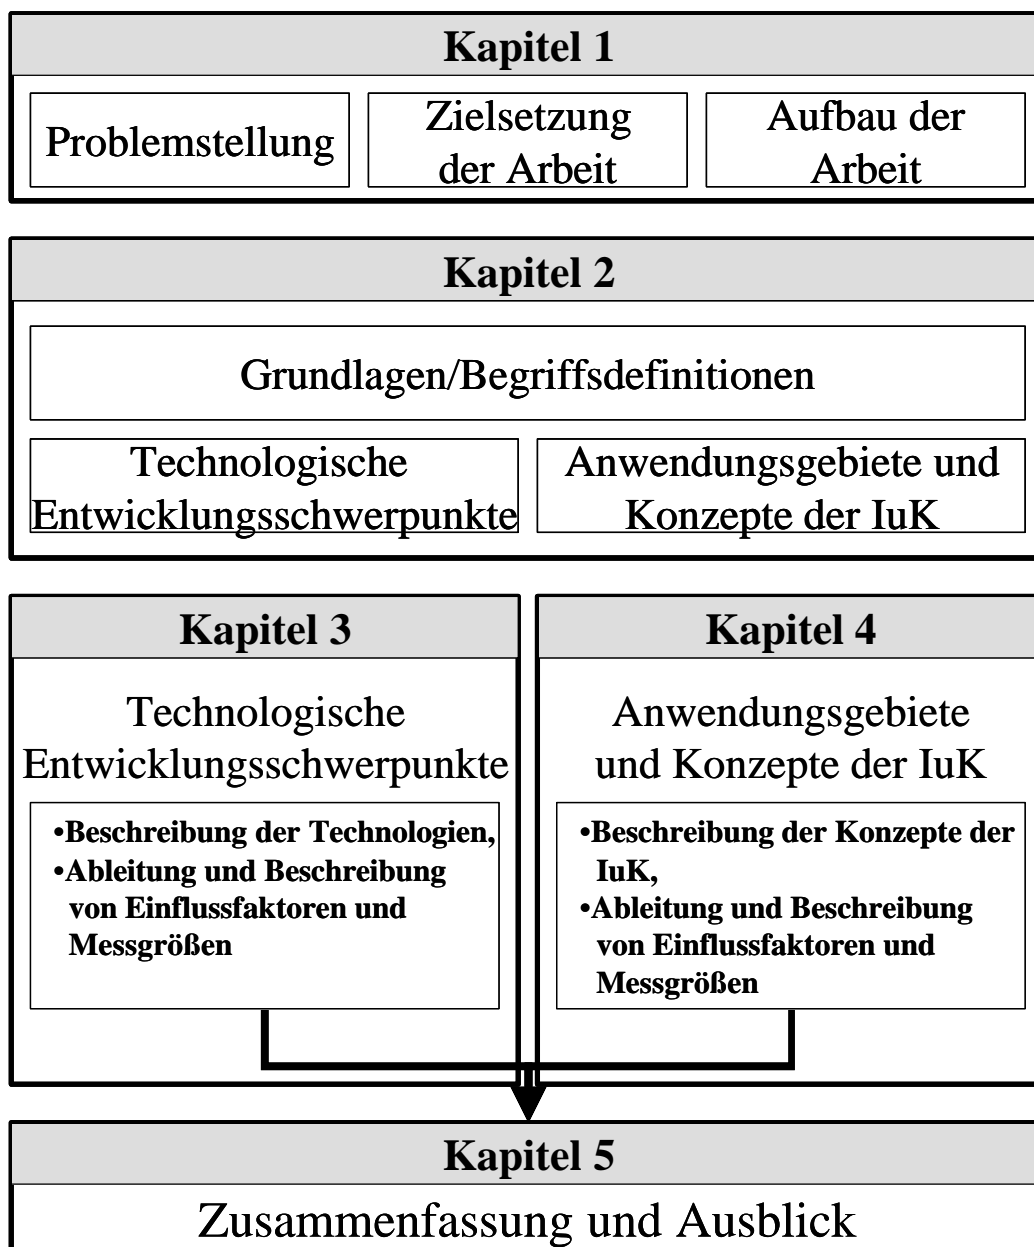 Kapitel 1
Problemstellung
Zielsetzung
der Arbeit
Aufbau der
Arbeit
Kapitel 2
Grundlagen/Begriffsdefinitionen
Technologische
Entwicklungsschwerpunkte
Anwendungsgebiete und
Konzepte der IuK
Kapitel 3
Technologische
Entwicklungsschwerpunkte
•Beschreibung der Technologien,
•Ableitung und Beschreibung
von Einflussfaktoren und
Messgrößen
Kapitel 4
Anwendungsgebiete
und Konzepte der IuK
•Beschreibung der Konzepte der
IuK,
•Ableitung und Beschreibung
von Einflussfaktoren und
Messgrößen
Kapitel 5
Zusammenfassung und Ausblick